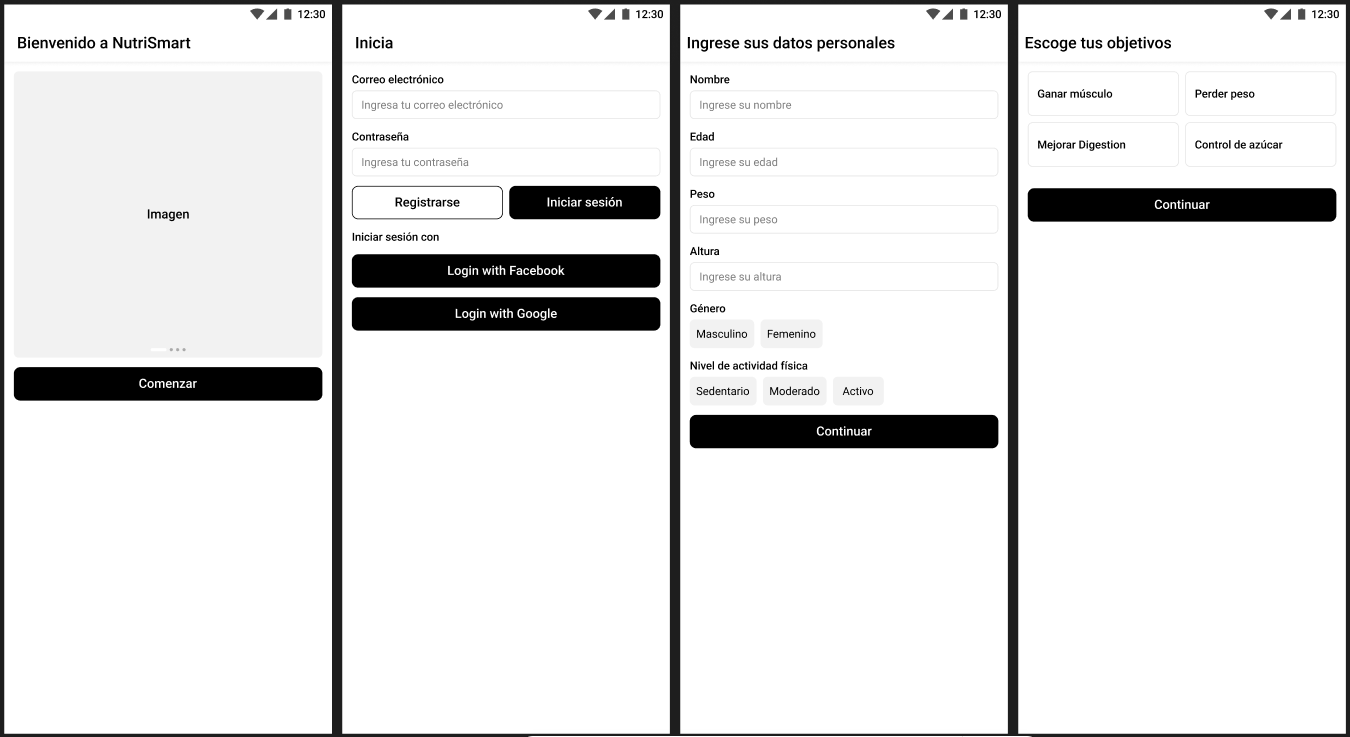 12:30
Bienvenido a NutriSmart
Imagen
Comenzar
12:30
Inicia
Correo electrónico
Ingresa tu correo electrónico
Contraseña
Ingresa tu contraseña
Registrarse Iniciar sesión
Iniciar sesión con
Login with Facebook
Login with Google
12:30
Ingrese sus datos personales
Nombre
Ingrese su nombre
Edad
Ingrese su edad
Peso
Ingrese su peso
Altura
Ingrese su altura
Género
Masculino Femenino
Nivel de actividad física
Sedentario Moderado Activo
Continuar
12:30
Escoge tus objetivos
Ganar músculo Perder peso
Mejorar Digestion Control de azúcar
Continuar